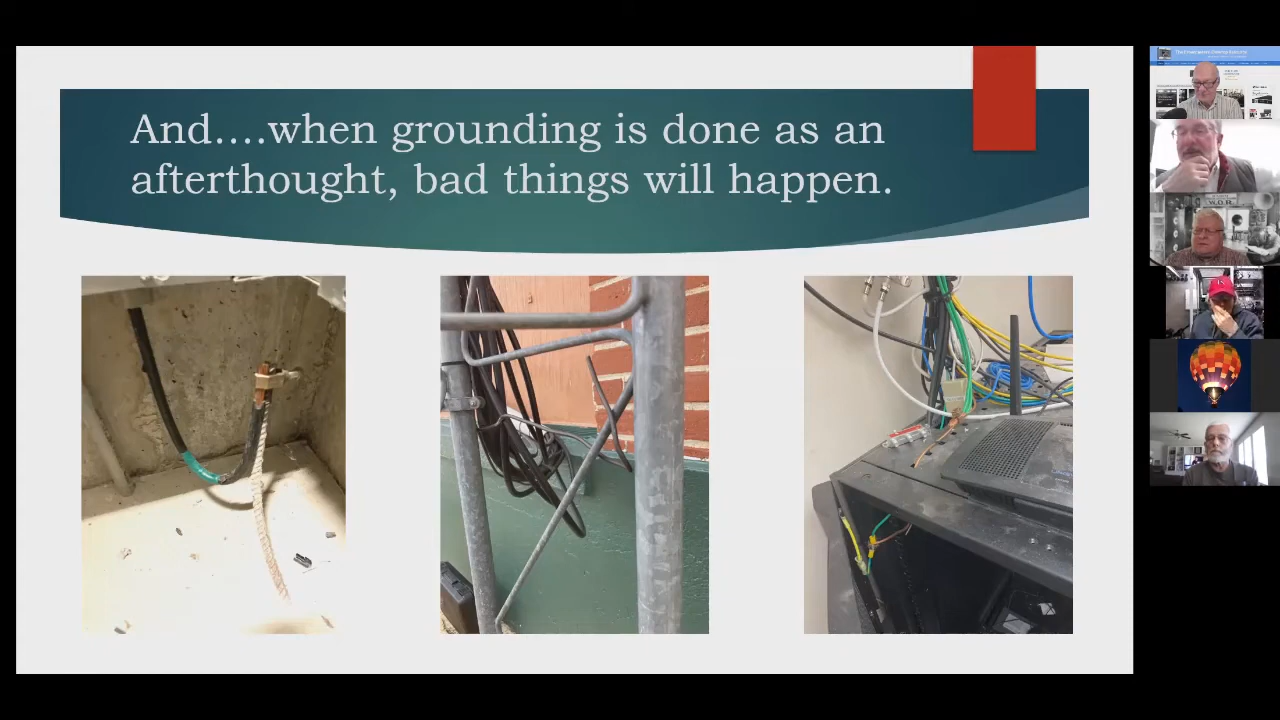 And....when grounding is done as an
afterthought, bad things will happen.
W.O.R.